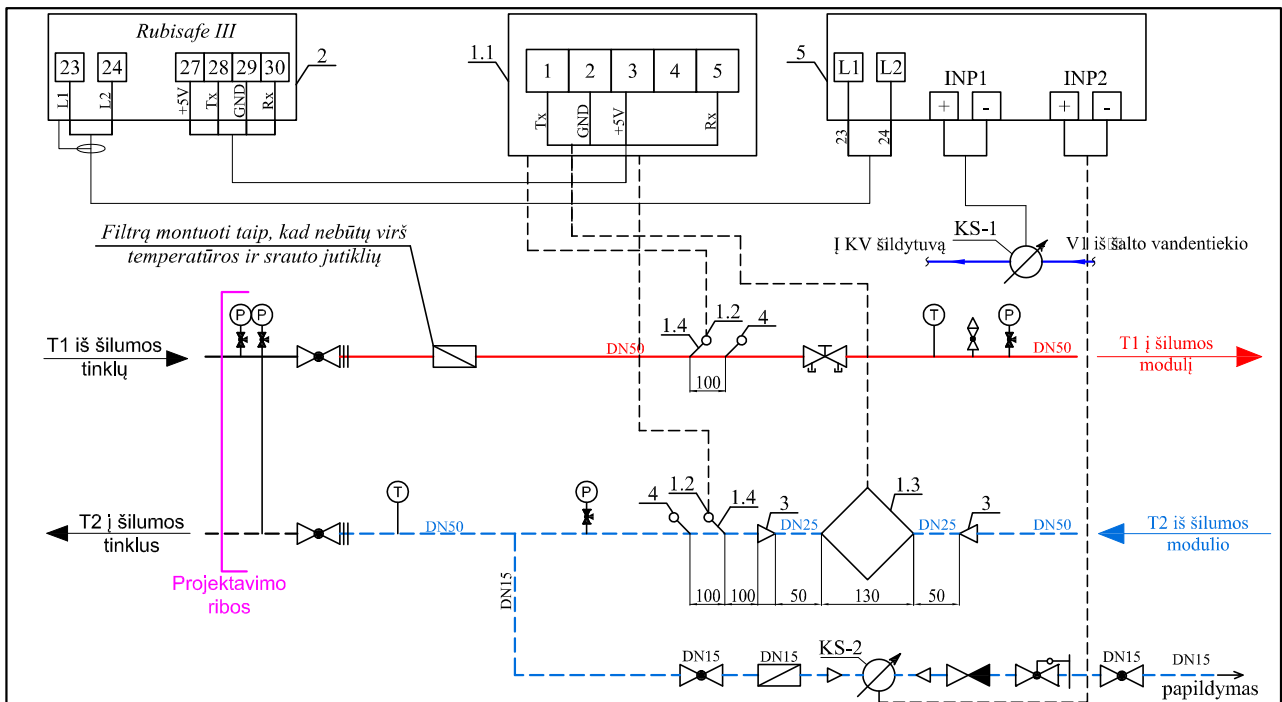 Rubisafe III
23 24 27 28 29 30
L1 L2 +5V Tx GND Rx
2
1.1
1 2 3 4 5
Tx GND +5V Rx
5
L1 L2 INP1 INP2
+ - + -
23 24
Filtrą montuoti taip, kad nebūtų virš
temperatūros ir srauto jutiklių
KS-1
Į KV šildytuvą
V1 iš šalto vandentiekio
P P
1.4 1.2 4
T P
T1 iš šilumos
tinklų
DN50
DN50
T1 į šilumos
modulį
100
T P
4 1.2 1.4 3 1.3 3
T2 į šilumos
tinklus
DN50
DN25
DN25
DN50
T2 iš šilumos
modulio
Projektavimo
ribos
DN15
100 100 50 130 50
DN15 DN15 KS-2 DN15 DN15
papildymas